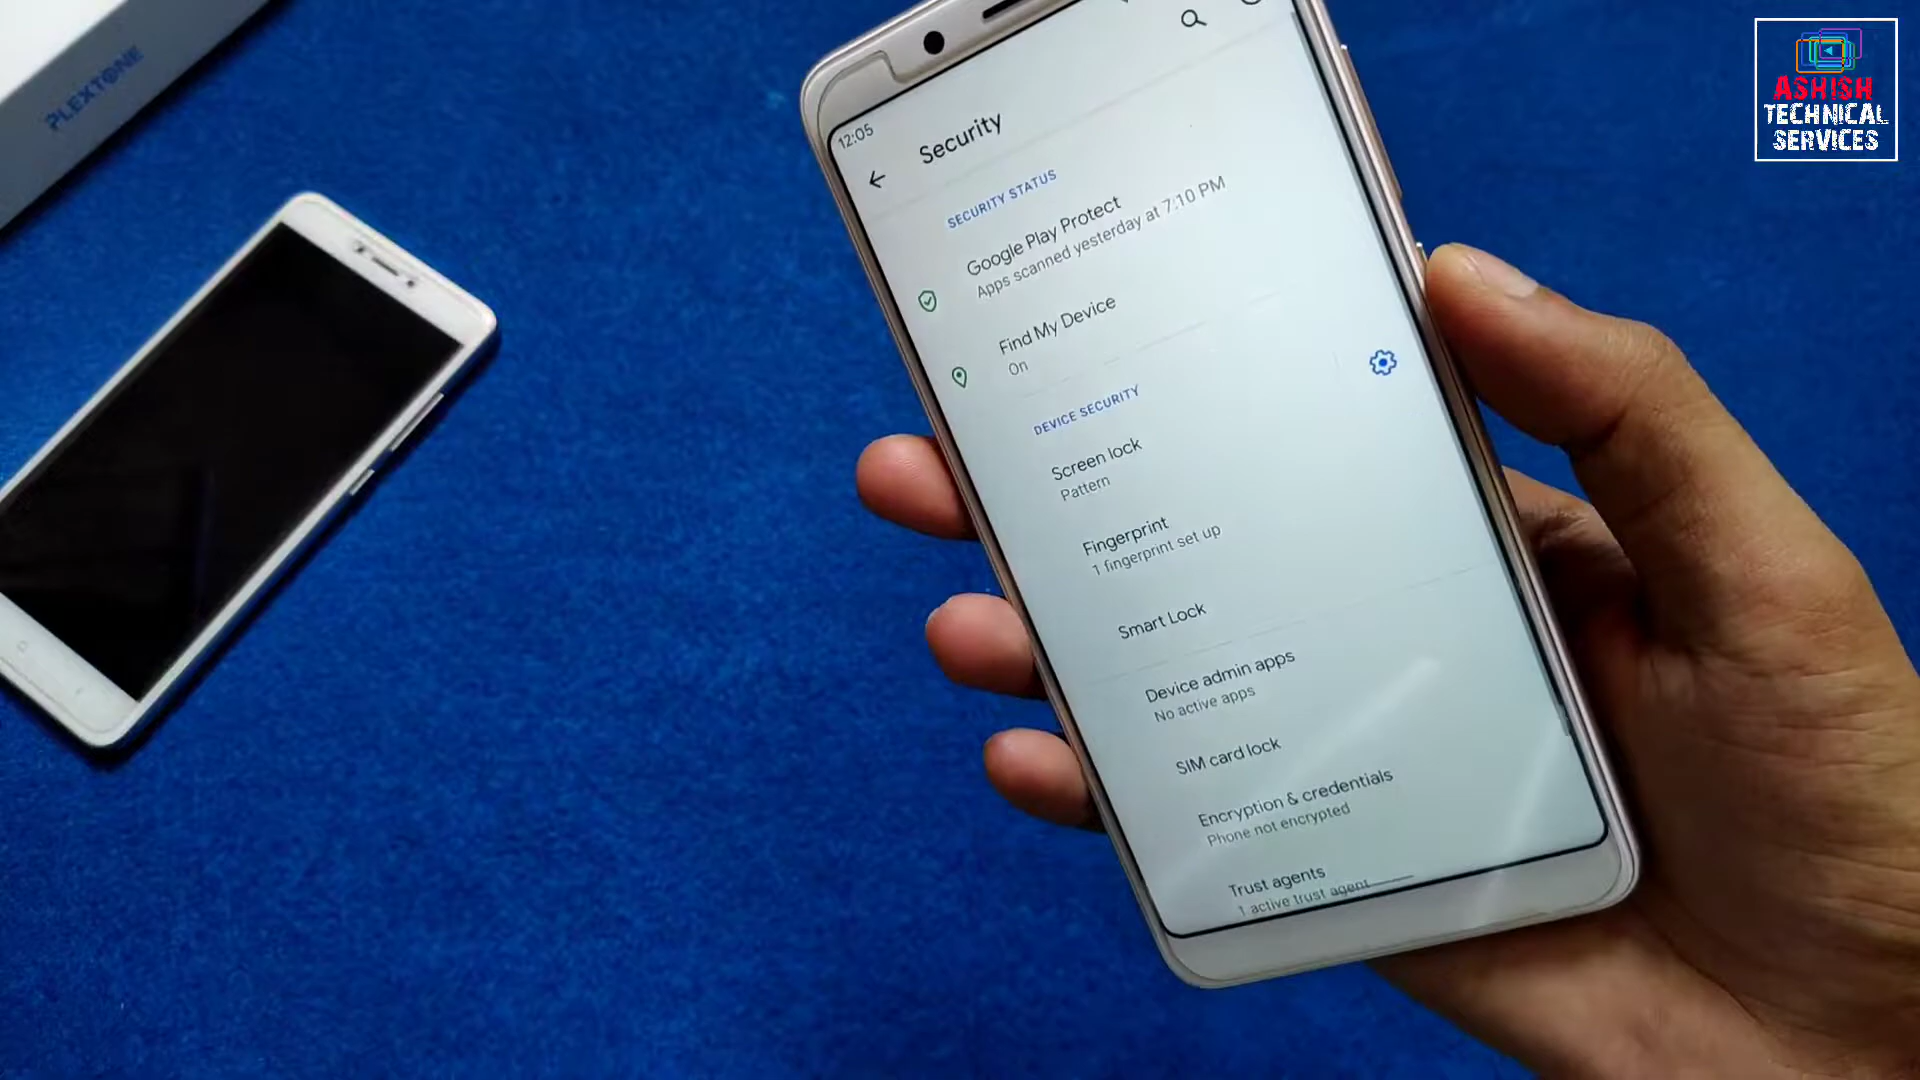 PLEXTONE
ASHISH
TECHNICAL
SERVICES
12:05
Security
SECURITY STATUS
Google Play Protect
Apps scanned yesterday at 7:10 PM
Find My Device
On
DEVICE SECURITY
Screen lock
Pattern
Fingerprint
1 fingerprint set up
Smart Lock
Device admin apps
No active apps
SIM card lock
Encryption & credentials
Phone not encrypted
Trust agents
1 active trust agent